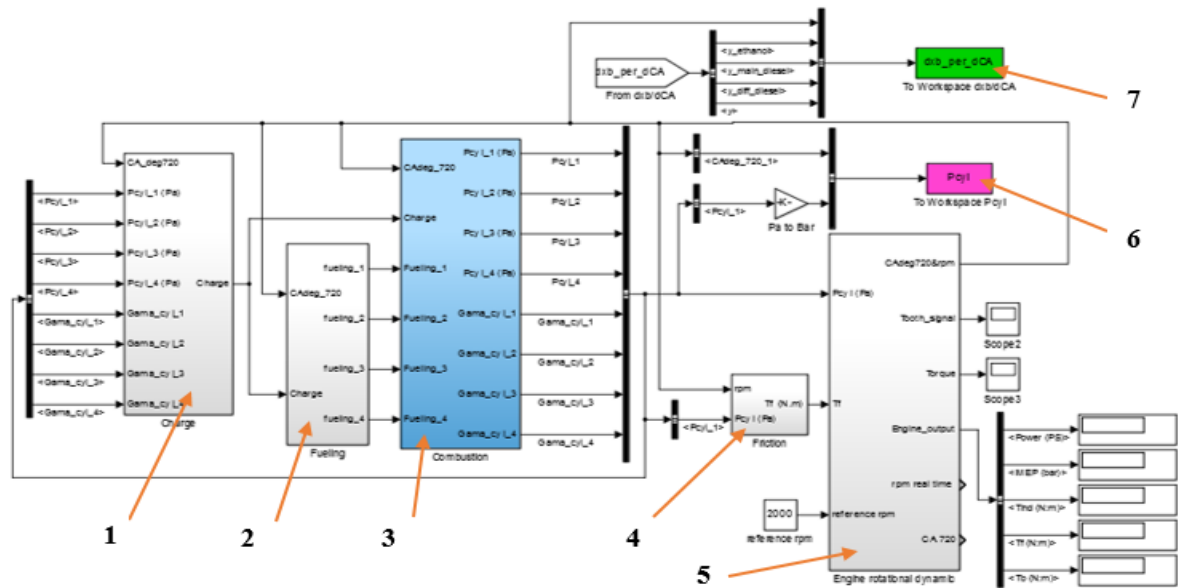 dxb_per_dCA
From dxb/dCA
<y_ethanol>
<y_main_diesel>
<y_diff_diesel>
<y>
dxb_per_dCA
To Workspace dxb/dCA
7
CA_deg720
Pcyl_1 (Pa)
Pcyl_2 (Pa)
Pcyl_3 (Pa)
Pcyl_4 (Pa)
Gama_cyl_1
Gama_cyl_2
Gama_cyl_3
Gama_cyl_4
Charge
Charge
<Pcyl_1>
<Pcyl_2>
<Pcyl_3>
<Pcyl_4>
<Gama_cyl_1>
<Gama_cyl_2>
<Gama_cyl_3>
<Gama_cyl_4>
1
CAdeg_720
Charge
fueling_1
fueling_2
fueling_3
fueling_4
Fueling
2
CAdeg_720
Charge
Fueling_1
Fueling_2
Fueling_3
Fueling_4
Pcyl_1 (Pa)
Pcyl_2 (Pa)
Pcyl_3 (Pa)
Pcyl_4 (Pa)
Gama_cyl_1
Gama_cyl_2
Gama_cyl_3
Gama_cyl_4
Combustion
3
Pcyl_1
Pcyl_2
Pcyl_3
Pcyl_4
Gama_cyl_1
Gama_cyl_2
Gama_cyl_3
Gama_cyl_4
<CAdeg_720_1>
<Pcyl_1>
-K-
Pa to Bar
Pcyl
To Workspace Pcyl
6
<Pcyl_1>
rpm
Pcyl (Pa)
Tf (N.m)
Friction
4
2000
reference rpm
Pcyl (Pa)
Tf
reference rpm
CAdeg720&rpm
Tooth_signal
Torque
Engine_output
rpm real time
CA 720
5
Engine rotational dynamic
Scope2
Scope3
<Power (PS)>
<MEP (bar)>
<Tind (N.m)>
<Tf (N.m)>
<Tb (N.m)>